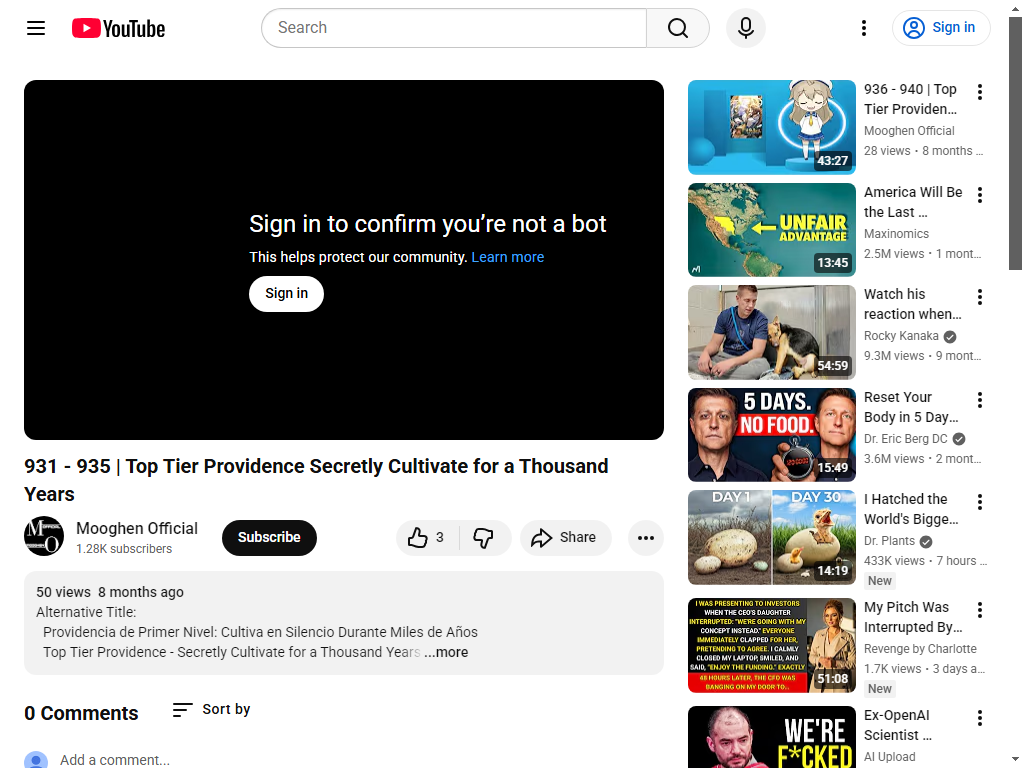 YouTube
Search
Sign in
Sign in to confirm you’re not a bot
This helps protect our community. Learn more
Sign in
931 - 935 | Top Tier Providence Secretly Cultivate for a Thousand
Years
Mooghen Official
1.28K subscribers
Subscribe
3
Share
50 views 8 months ago
Alternative Title:
Providencia de Primer Nivel: Cultiva en Silencio Durante Miles de Años
Top Tier Providence - Secretly Cultivate for a Thousand Years ...more
0 Comments
Sort by
Add a comment...
43:27
936 - 940 | Top
Tier Providen...
Mooghen Official
28 views • 8 months ...
UNFAIR
ADVANTAGE
13:45
America Will Be
the Last ...
Maxinomics
2.5M views • 1 mont...
54:59
Watch his
reaction when...
Rocky Kanaka
9.3M views • 9 mont...
5 DAYS.
NO FOOD.
15:49
Reset Your
Body in 5 Day...
Dr. Eric Berg DC
3.6M views • 2 mont...
DAY 1
DAY 30
14:19
I Hatched the
World's Bigge...
Dr. Plants
433K views • 7 hours ...
New
I WAS PRESENTING TO INVESTORS
WHEN THE CEO'S DAUGHTER
INTERRUPTED: "WE'RE GOING WITH MY
CONCEPT INSTEAD." EVERYONE
IMMEDIATELY CLAPPED FOR HER,
PRETENDING TO AGREE. I CALMLY
CLOSED MY LAPTOP, SMILED, AND
SAID, "ENJOY THE FUNDING." EXACTLY
48 HOURS LATER, THE CFO WAS
BANGING ON MY DOOR TO...
51:08
My Pitch Was
Interrupted By...
Revenge by Charlotte
1.7K views • 3 days a...
New
WE'RE
F*CKED
Ex-OpenAI
Scientist ...
AI Upload